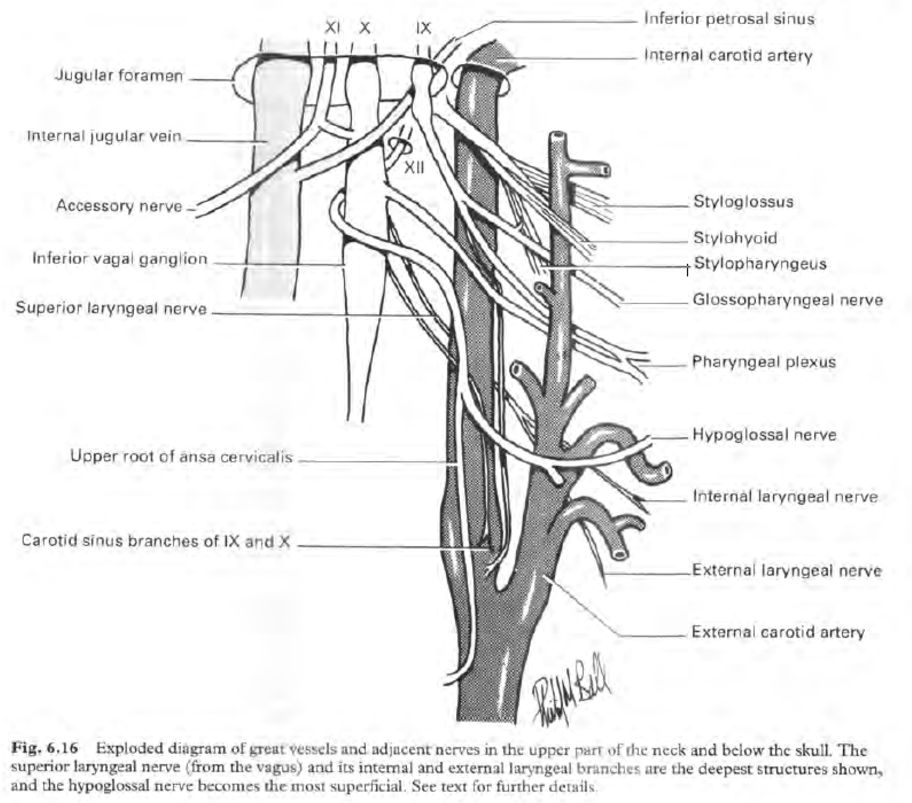 XI X IX
Inferior petrosal sinus
Internal carotid artery
Jugular foramen
Internal jugular vein
XII
Accessory nerve
Styloglossus
Stylohyoid
Stylopharyngeus
Inferior vagal ganglion
Glossopharyngeal nerve
Superior laryngeal nerve
Pharyngeal plexus
Hypoglossal nerve
Upper root of ansa cervicalis
Internal laryngeal nerve
Carotid sinus branches of IX and X
External laryngeal nerve
External carotid artery
Fig. 6.16 Exploded diagram of great vessels and adjacent nerves in the upper part of the neck and below the skull. The
superior laryngeal nerve (from the vagus) and its internal and external laryngeal branches are the deepest structures shown,
and the hypoglossal nerve becomes the most superficial. See text for further details.